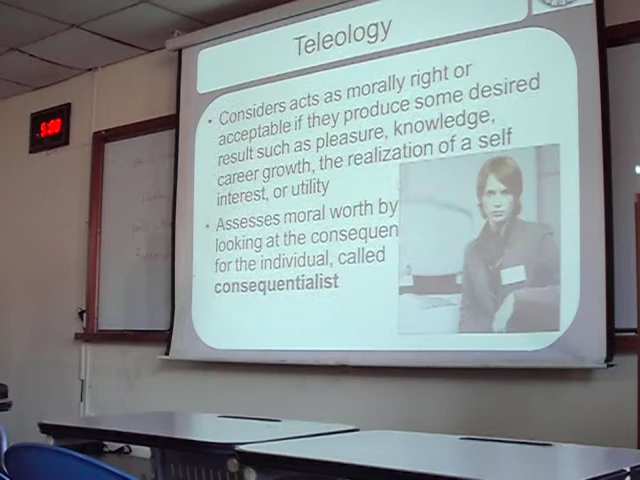 Teleology
• Considers acts as morally right or
acceptable if they produce some desired
result such as pleasure, knowledge,
career growth, the realization of a self
interest, or utility
• Assesses moral worth by
looking at the consequen
for the individual, called
consequentialist